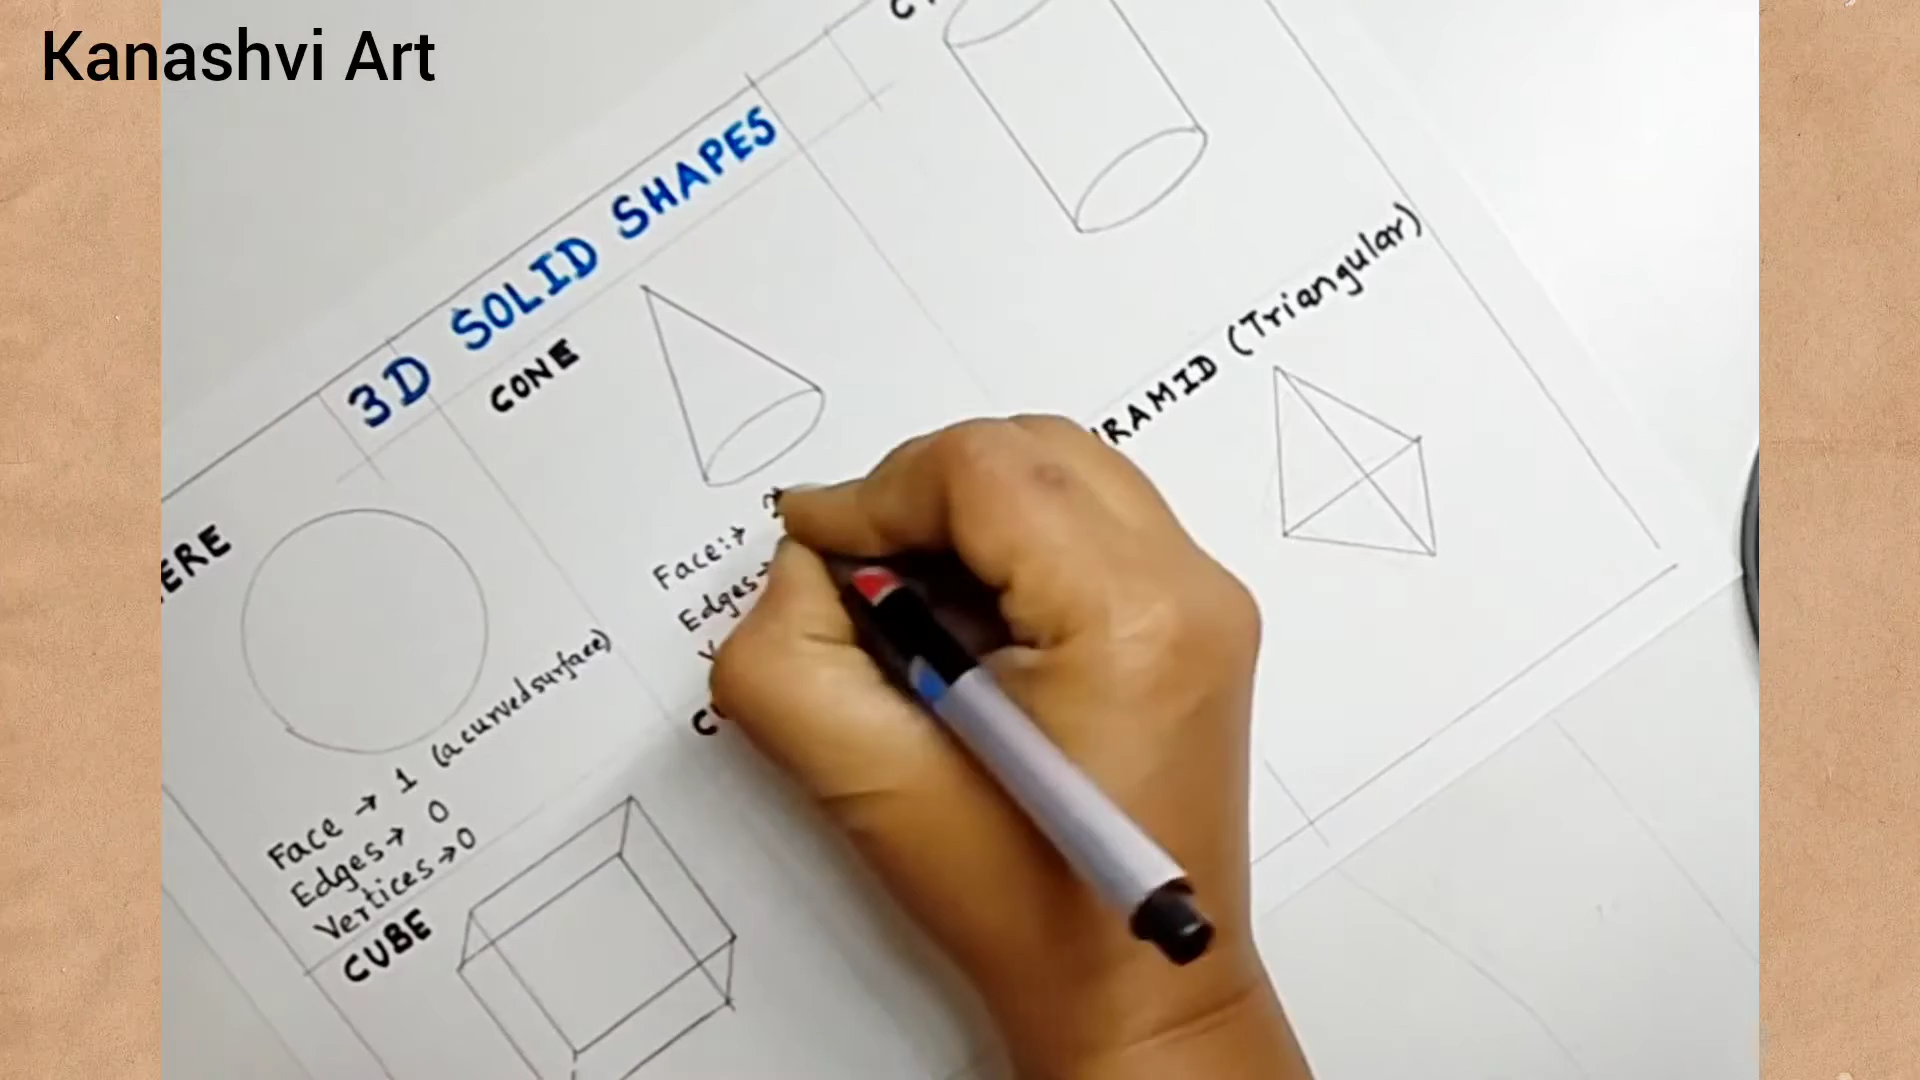 Kanashvi Art
3D SOLID SHAPES
CONE
Face:→
Edges→
RAMID (Triangular)
ERE
Face → 1 (a curved surface)
Edges→ 0
Vertices→0
CUBE